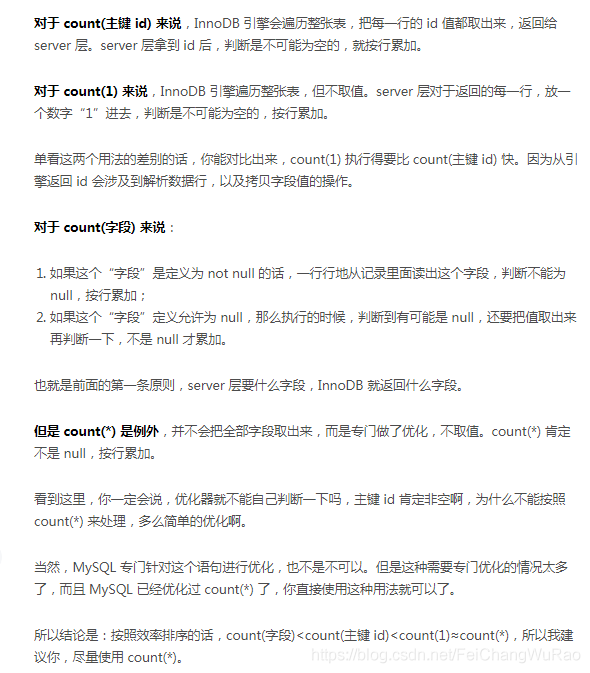 对于 count(主键 id) 来说，InnoDB 引擎会遍历整张表，把每一行的 id 值都取出来，返回给
server 层。server 层拿到 id 后，判断是不可能为空的，就按行累加。
对于 count(1) 来说，InnoDB 引擎遍历整张表，但不取值。server 层对于返回的每一行，放一
个数字“1”进去，判断是不可能为空的，按行累加。
单看这两个用法的差别的话，你能对比出来，count(1) 执行得要比 count(主键 id) 快。因为从引
擎返回 id 会涉及到解析数据行，以及拷贝字段值的操作。
对于 count(字段) 来说：
1. 如果这个“字段”是定义为 not null 的话，一行行地从记录里面读出这个字段，判断不能为
null，按行累加；
2. 如果这个“字段”定义允许为 null，那么执行的时候，判断到有可能是 null，还要把值取出来
再判断一下，不是 null 才累加。
也就是前面的第一条原则，server 层要什么字段，InnoDB 就返回什么字段。
但是 count(*) 是例外，并不会把全部字段取出来，而是专门做了优化，不取值。count(*) 肯定
不是 null，按行累加。
看到这里，你一定会说，优化器就不能自己判断一下吗，主键 id 肯定非空啊，为什么不能按照
count(*) 来处理，多么简单的优化啊。
当然，MySQL 专门针对这个语句进行优化，也不是不可以。但是这种需要专门优化的情况太多
了，而且 MySQL 已经优化过 count(*) 了，你直接使用这种用法就可以了。
所以结论是：按照效率排序的话，count(字段)<count(主键 id)<count(1)≈count(*)，所以我建
议你，尽量使用 count(*)。
https://blog.csdn.net/FeiChangWuRao